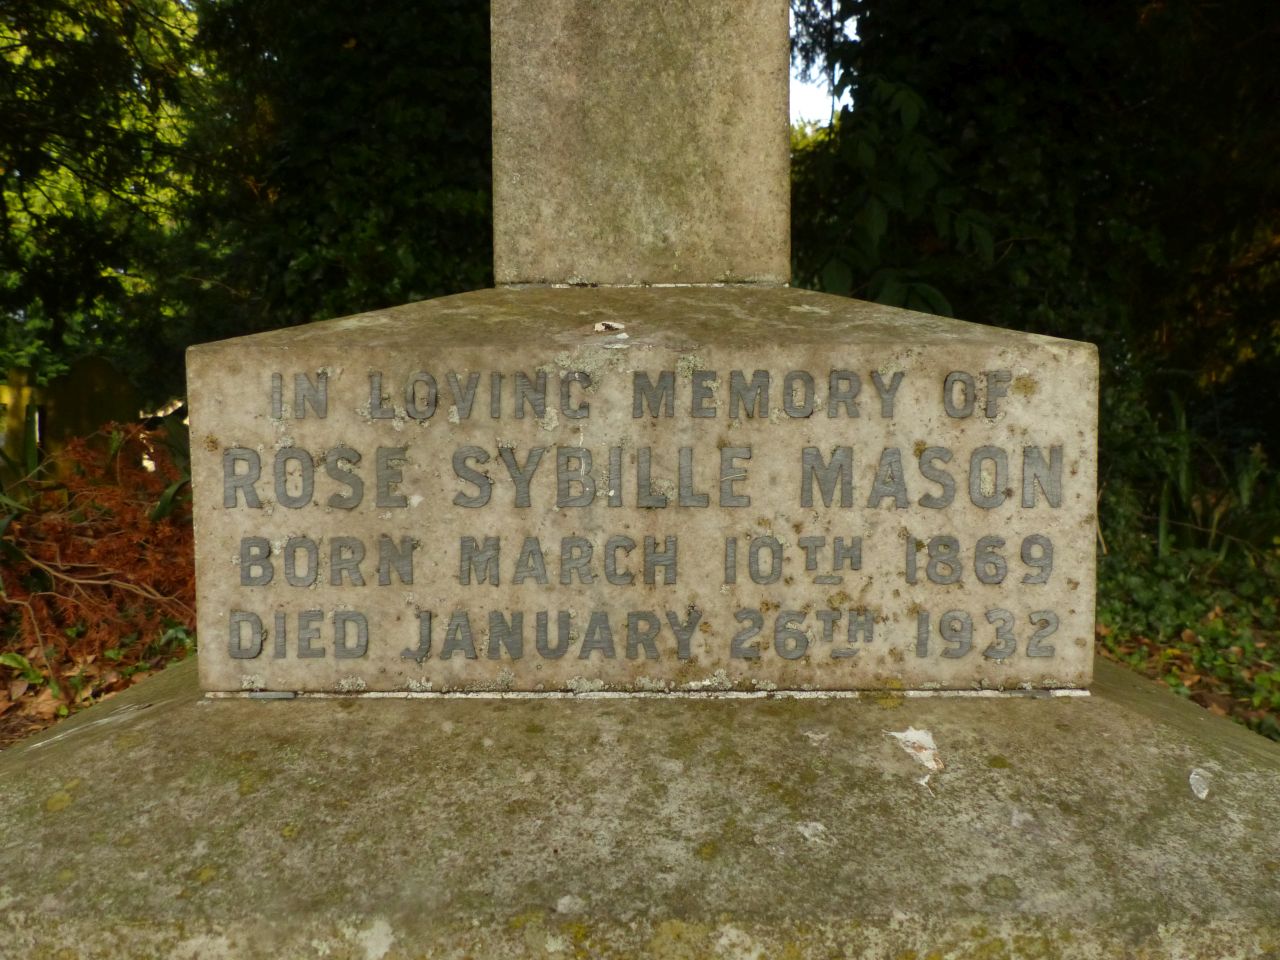 IN LOVING MEMORY OF
ROSE SYBILLE MASON
BORN MARCH 10TH 1869
DIED JANUARY 26TH 1932